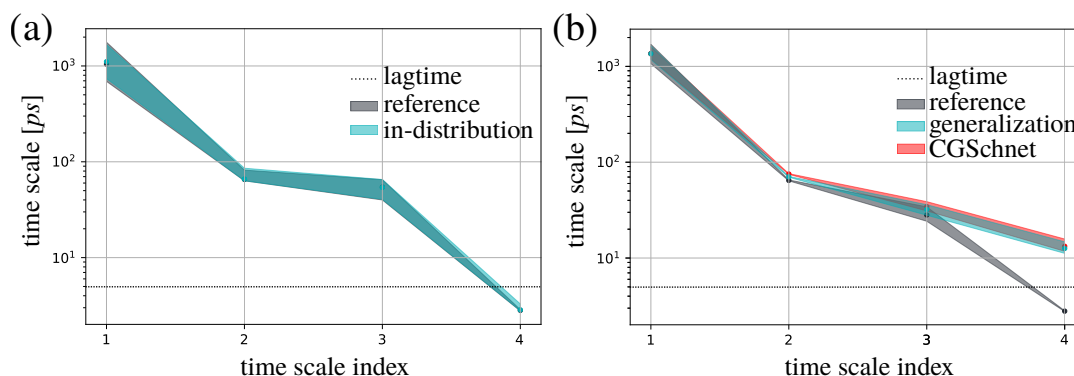 (a)
time scale [ps]
10³
10²
10¹
lagtime
reference
in-distribution
1 2 3 4
time scale index
(b)
time scale [ps]
10³
10²
10¹
lagtime
reference
generalization
CGSchnet
1 2 3 4
time scale index